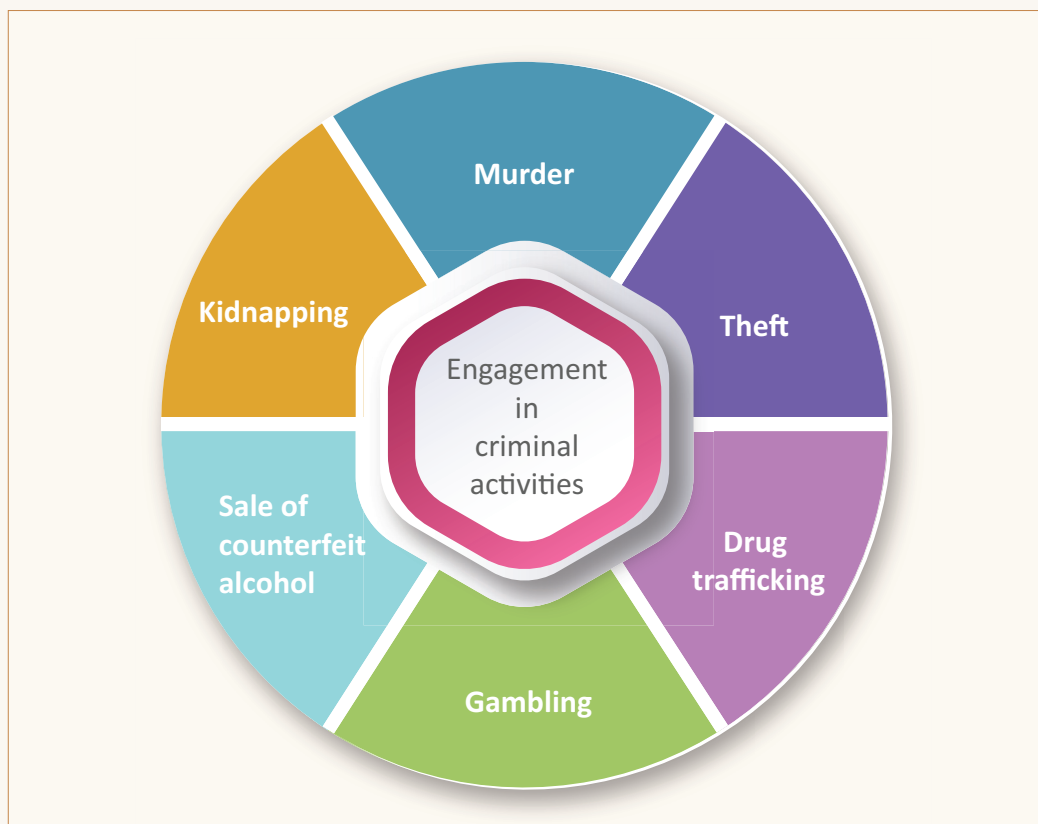 Murder
Theft
Drug
trafficking
Gambling
Sale of
counterfeit
alcohol
Kidnapping
Engagement
in
criminal
activities